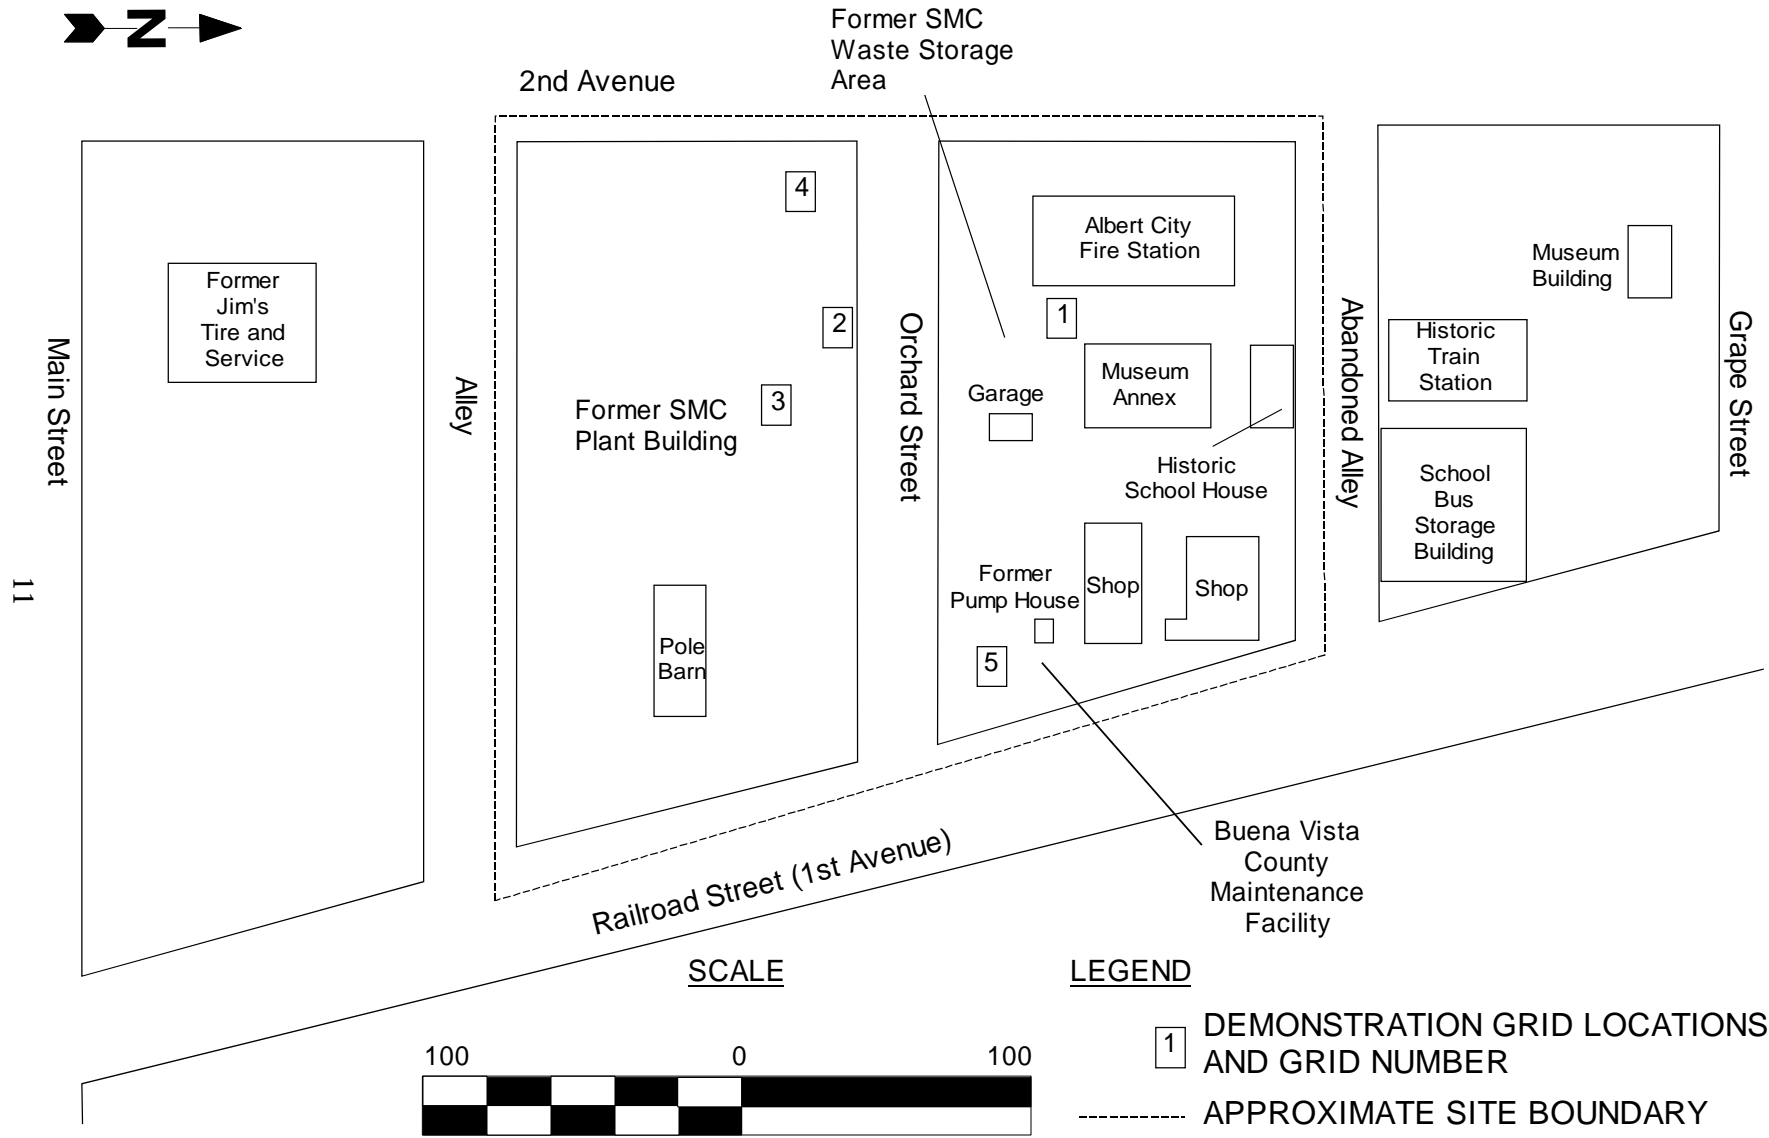 N
Former SMC
Waste Storage
Area
2nd Avenue
4
Albert City
Fire Station
Museum
Building
Former
Jim's
Tire and
Service
2
1
Historic
Train
Station
Main Street
Alley
3
Former SMC
Plant Building
Orchard Street
Garage
Museum
Annex
Abandoned Alley
Grape Street
Historic
School House
School
Bus
Storage
Building
11
Pole
Barn
Former
Pump House
Shop
Shop
5
Railroad Street (1st Avenue)
Buena Vista
County
Maintenance
Facility
SCALE
100
0
100
LEGEND
1
DEMONSTRATION GRID LOCATIONS
AND GRID NUMBER
APPROXIMATE SITE BOUNDARY